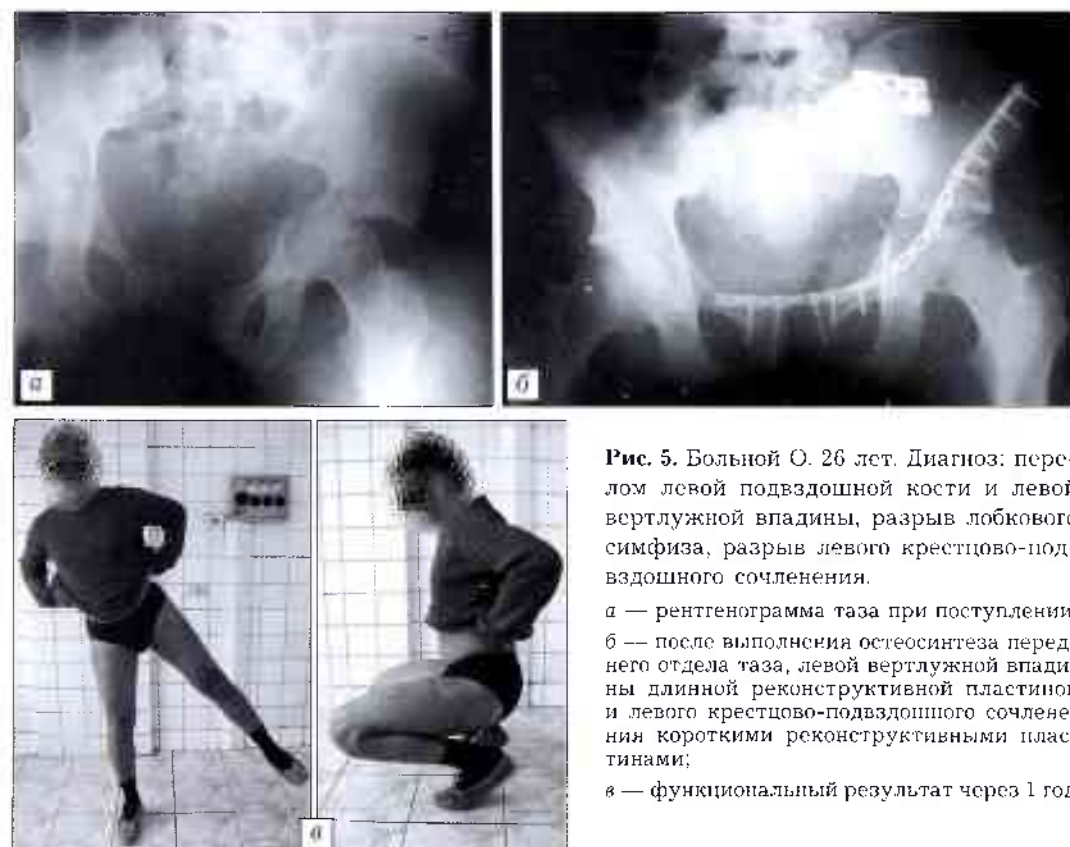 а
б
в
Рис. 5. Больной О. 26 лет. Диагноз: пере-
лом левой подвздошной кости и левой
вертлужной впадины, разрыв лобкового
симфиза, разрыв левого крестцово-под-
вздошного сочленения.
а — рентгенограмма таза при поступлении
б — после выполнения остеосинтеза перед
него отдела таза, левой вертлужной впади
ны длинной реконструктивной пластиной
и левого крестцово-подвздошного сочлене
ния короткими реконструктивными плас
тинами;
в — функциональный результат через 1 год